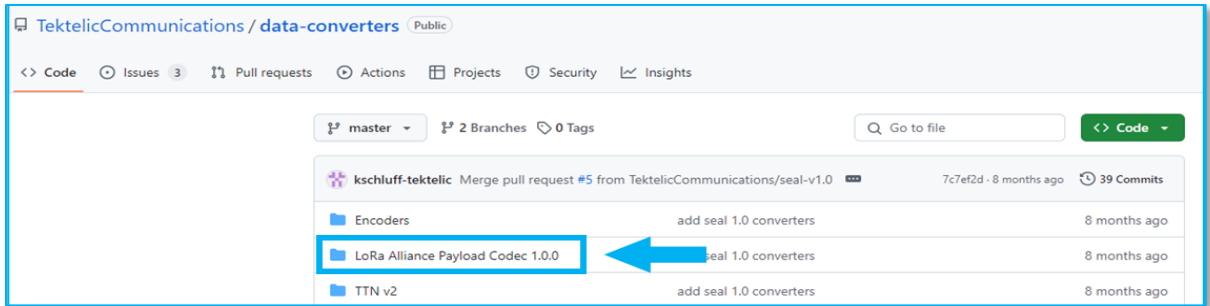 TektelicCommunications / data-converters Public
Code Issues 3 Pull requests Actions Projects Security Insights
master 2 Branches 0 Tags Go to file Code
kschluff-tektelic Merge pull request #5 from TektelicCommunications/seal-v1.0 7c7ef2d · 8 months ago 39 Commits
Encoders add seal 1.0 converters 8 months ago
LoRa Alliance Payload Codec 1.0.0 seal 1.0 converters 8 months ago
TTN v2 add seal 1.0 converters 8 months ago